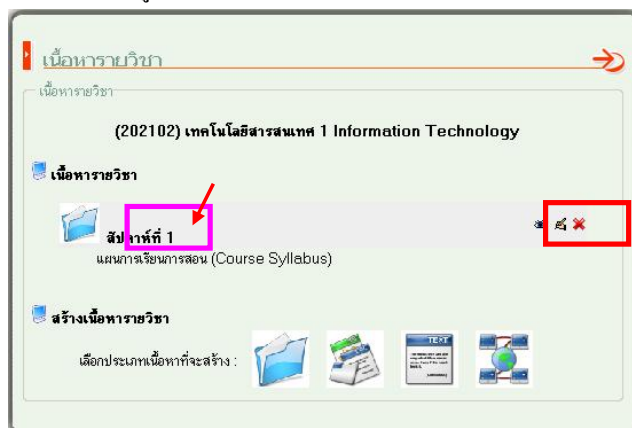 เนื้อหารายวิชา
เนื้อหารายวิชา
(202102) เทคโนโลยีสารสนเทศ 1 Information Technology
เนื้อหารายวิชา
สัปดาห์ที่ 1
แผนการเรียนการสอน (Course Syllabus)
สร้างเนื้อหารายวิชา
เลือกประเภทเนื้อหาที่จะสร้าง :
TEXT